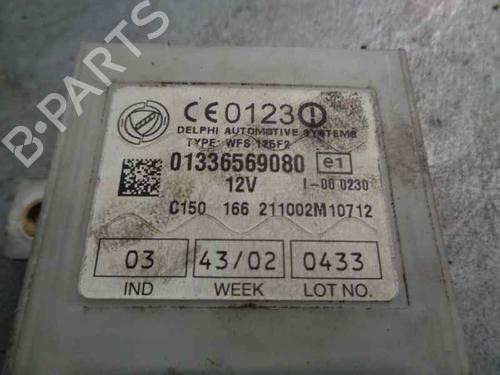 CE0123
DELPHI AUTOMOTIVE SYSTEMS
TYPE: WFS 125F2
01336569080 e1
12V I-00 0230
C150 166 211002M10712
03 43/02 0433
IND WEEK LOT NO.
B-PARTS